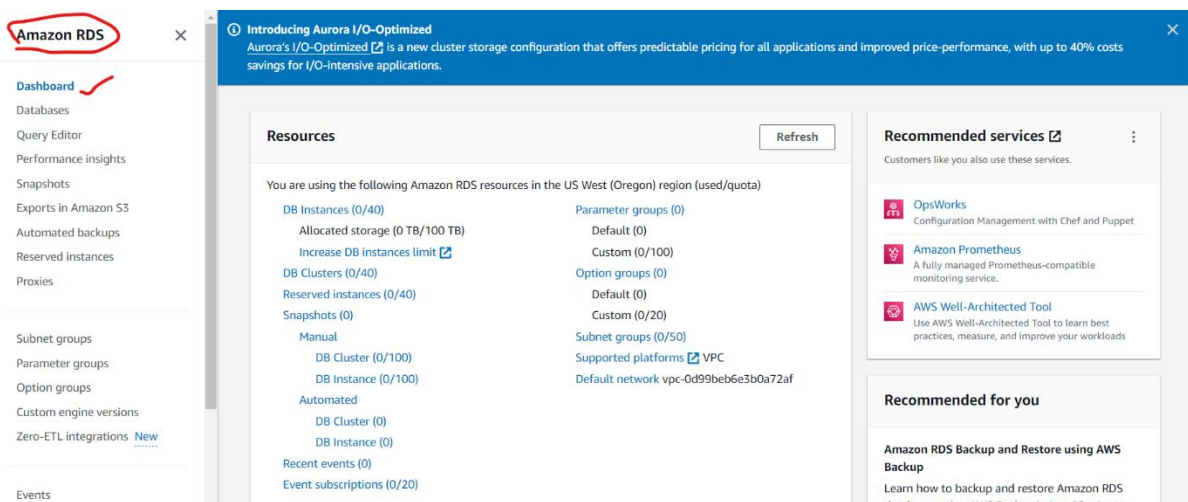 Amazon RDS
Dashboard
Databases
Query Editor
Performance insights
Snapshots
Exports in Amazon S3
Automated backups
Reserved instances
Proxies
Subnet groups
Parameter groups
Option groups
Custom engine versions
Zero-ETL integrations New
Events
Introducing Aurora I/O-Optimized
Aurora's I/O-Optimized is a new cluster storage configuration that offers predictable pricing for all applications and improved price-performance, with up to 40% costs
savings for I/O-intensive applications.
Resources
Refresh
You are using the following Amazon RDS resources in the US West (Oregon) region (used/quota)
DB Instances (0/40)
Allocated storage (0 TB/100 TB)
Increase DB instances limit
DB Clusters (0/40)
Reserved instances (0/40)
Snapshots (0)
Manual
DB Cluster (0/100)
DB Instance (0/100)
Automated
DB Cluster (0)
DB Instance (0)
Recent events (0)
Event subscriptions (0/20)
Parameter groups (0)
Default (0)
Custom (0/100)
Option groups (0)
Default (0)
Custom (0/20)
Subnet groups (0/50)
Supported platforms VPC
Default network vpc-0d99beb6e3b0a72af
Recommended services
Customers like you also use these services.
OpsWorks
Configuration Management with Chef and Puppet
Amazon Prometheus
A fully managed Prometheus-compatible
monitoring service.
AWS Well-Architected Tool
Use AWS Well-Architected Tool to learn best
practices, measure, and improve your workloads
Recommended for you
Amazon RDS Backup and Restore using AWS
Backup
Learn how to backup and restore Amazon RDS